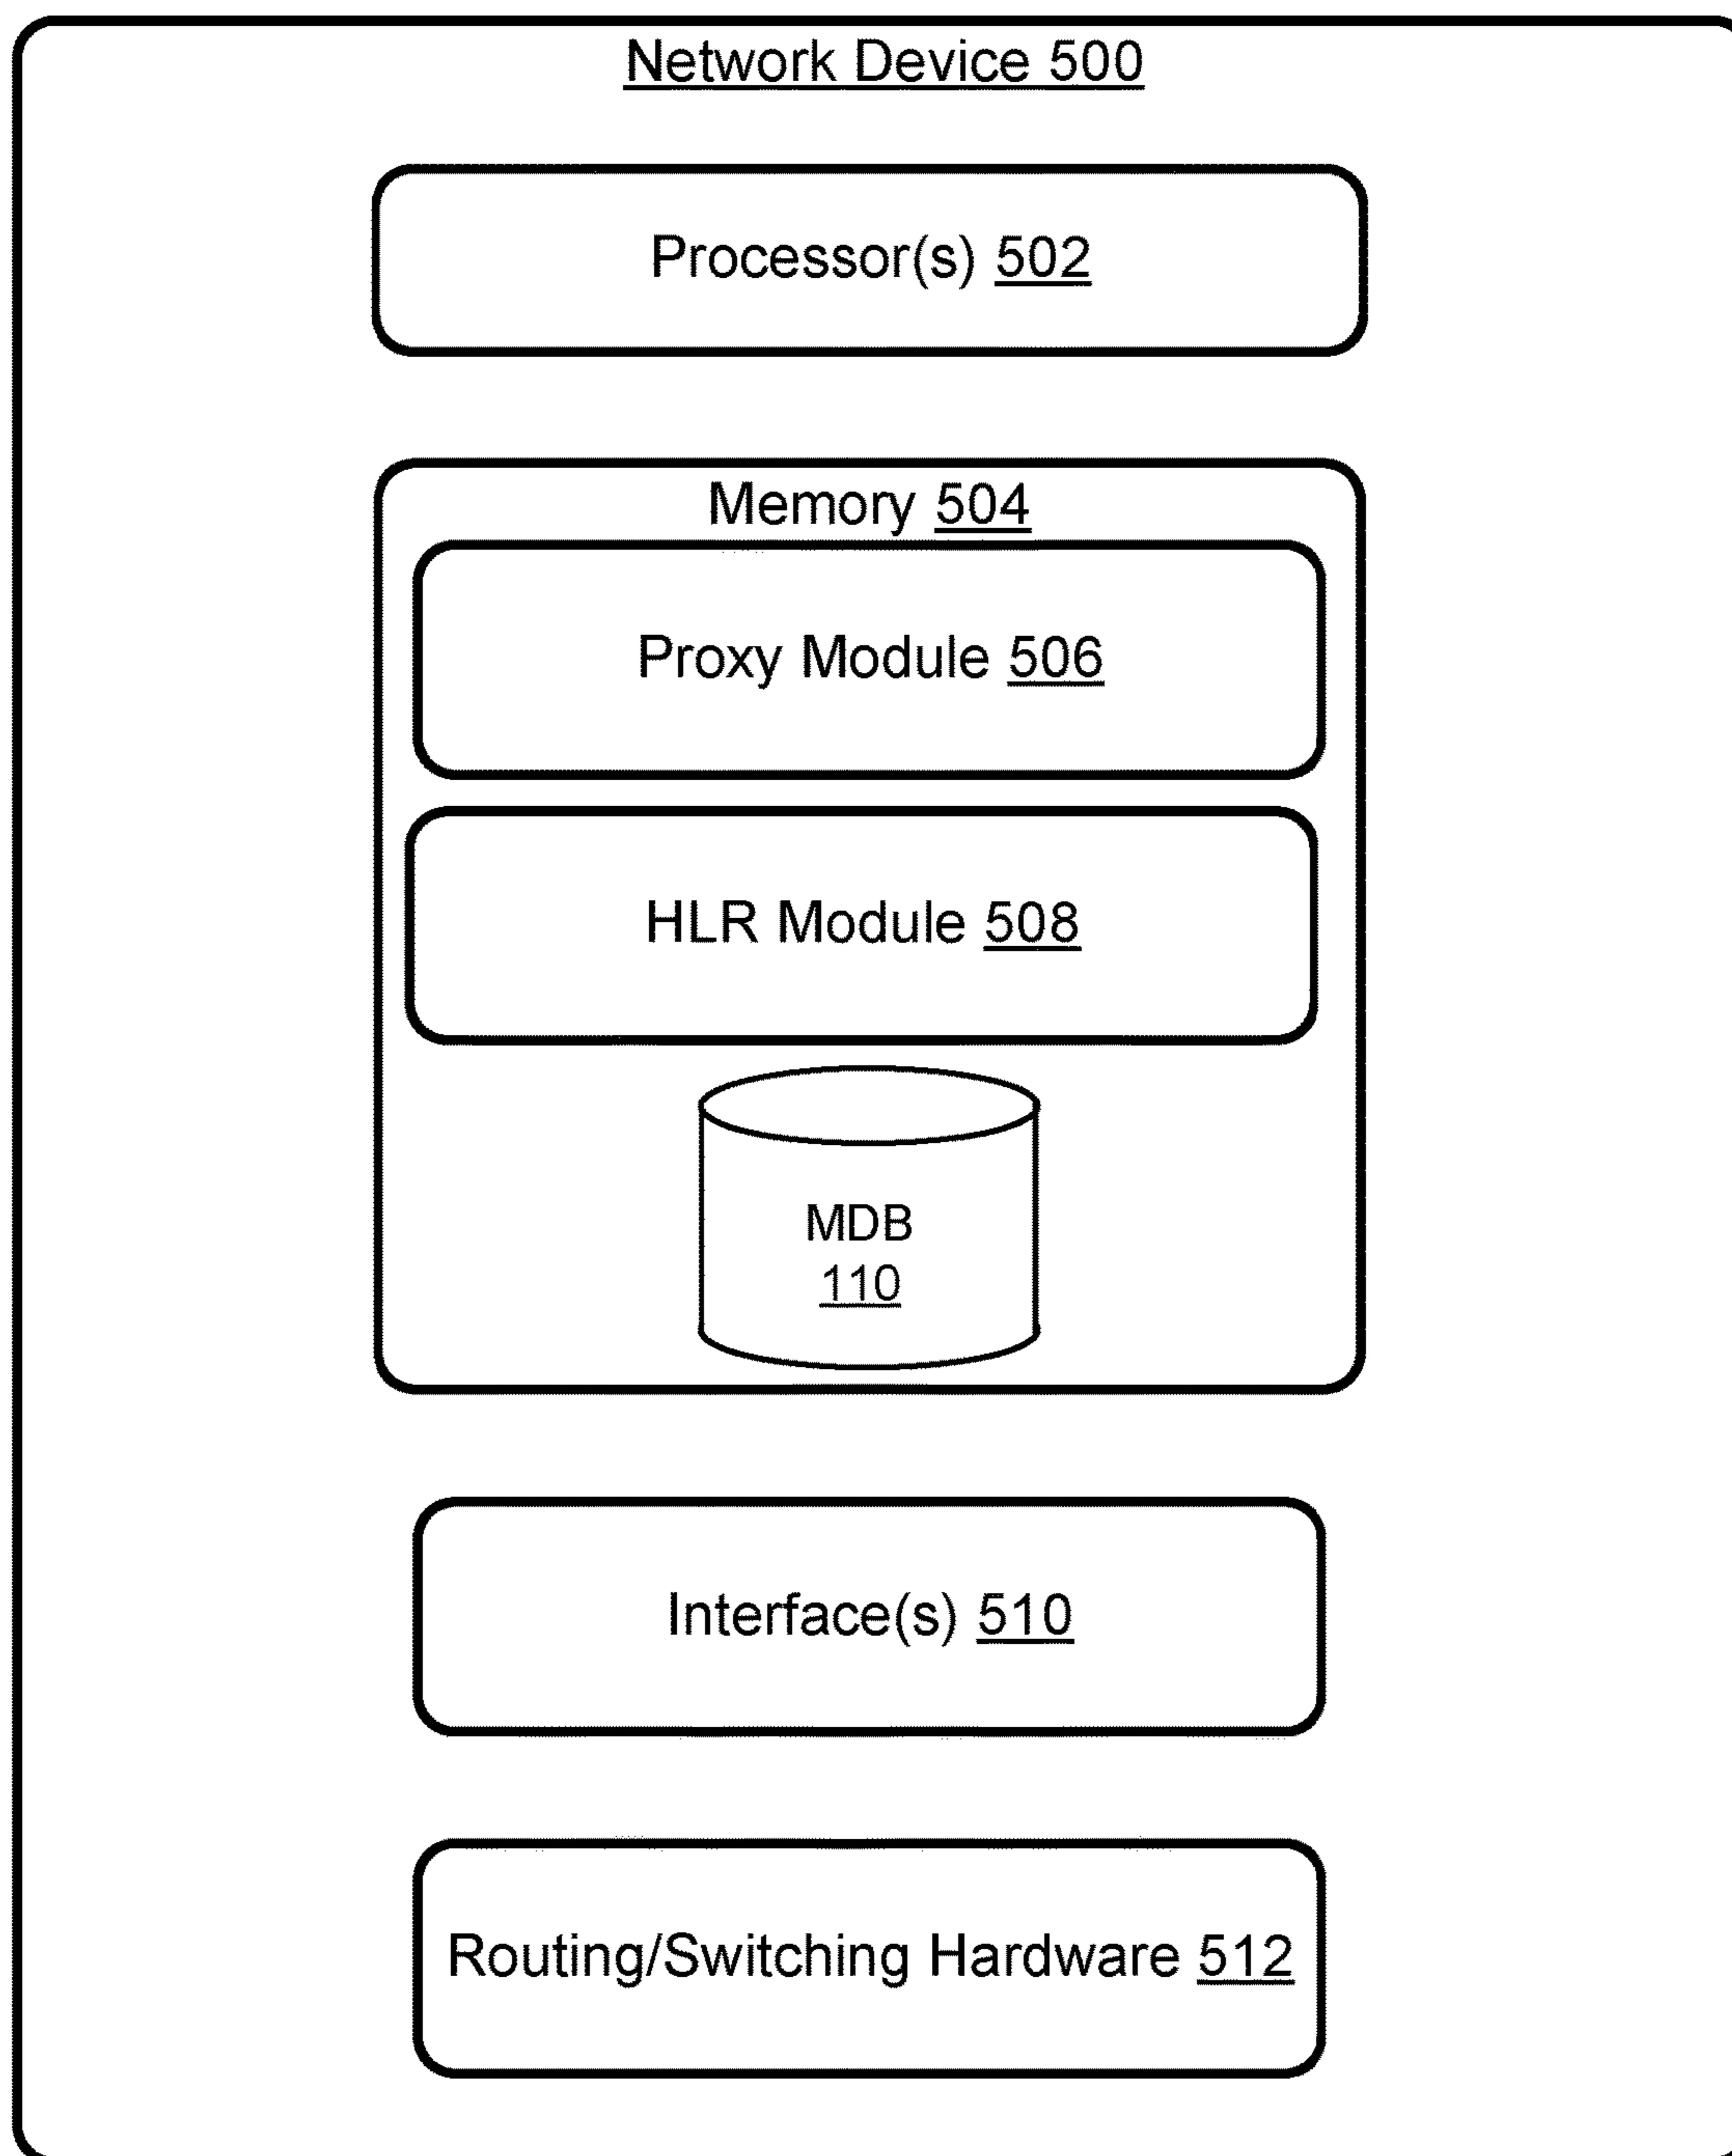 Network Device 500
Processor(s) 502
Memory 504
Proxy Module 506
HLR Module 508
MDB
110
Interface(s) 510
Routing/Switching Hardware 512